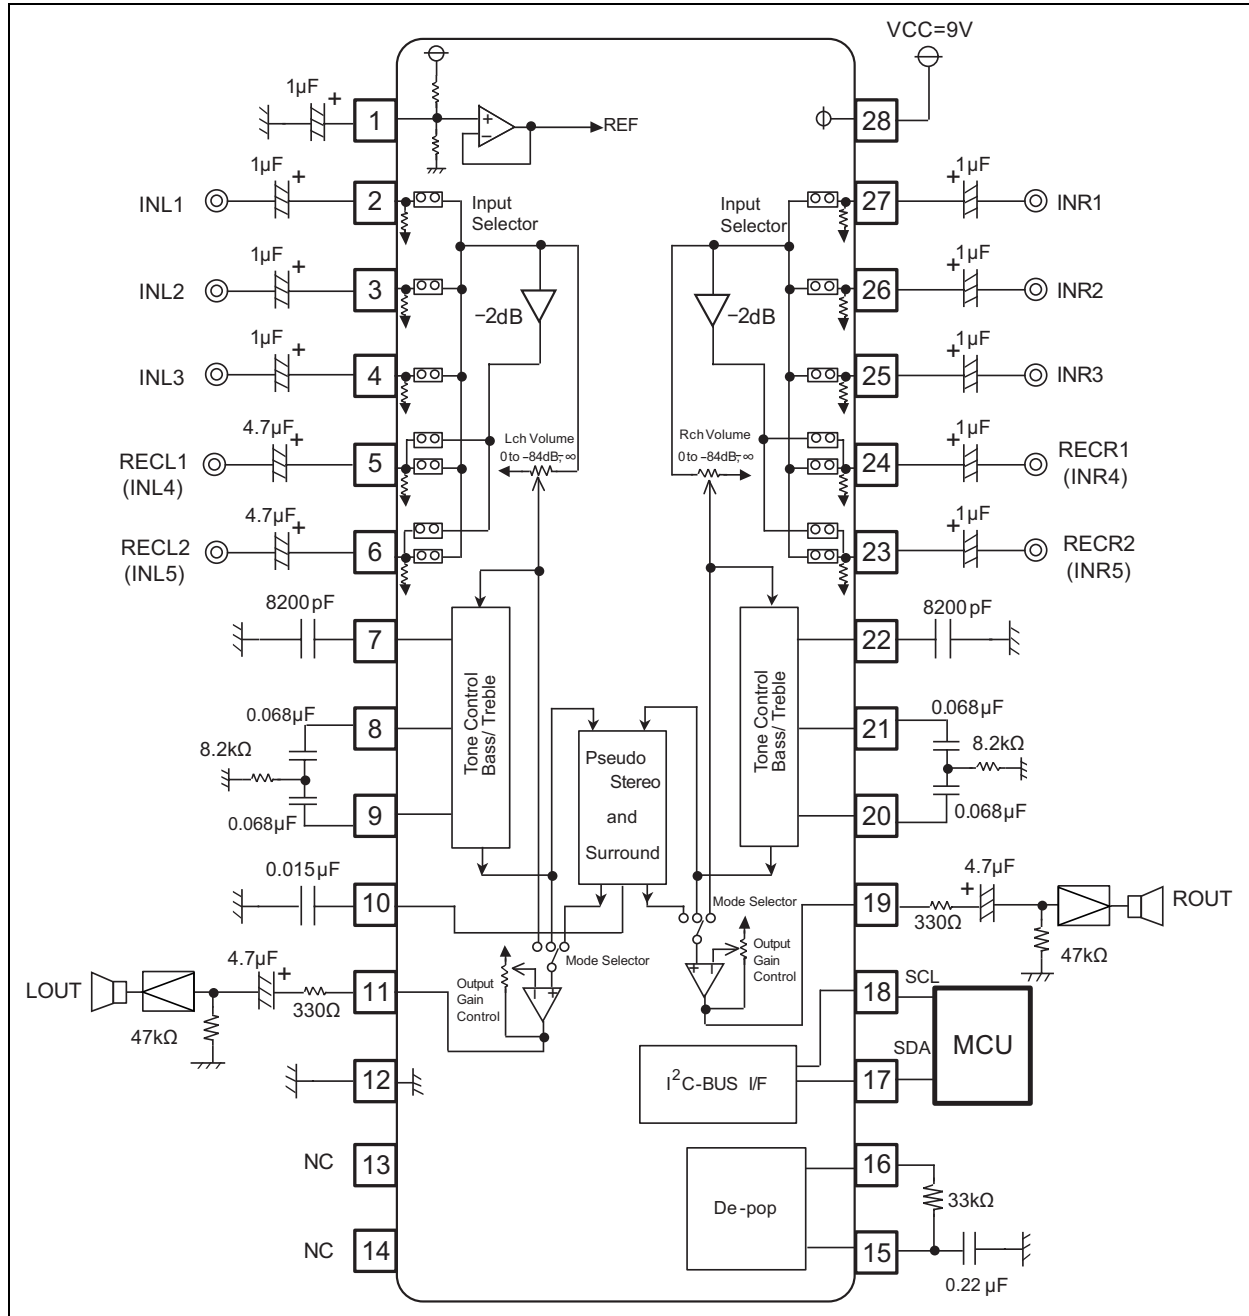 VCC=9V
1µF
+
1
+
−
REF
28
1µF
+
INL1
2
Input
Selector
Input
Selector
27
+
1µF
INR1
1µF
+
INL2
3
−2dB
−2dB
26
+
1µF
INR2
1µF
+
INL3
4
25
+
1µF
INR3
4.7µF
+
RECL1
(INL4)
5
Lch Volume
0 to −84dB,−∞
Rch Volume
0 to −84dB,−∞
24
+
1µF
RECR1
(INR4)
4.7µF
+
RECL2
(INL5)
6
23
+
1µF
RECR2
(INR5)
8200pF
7
22
8200pF
0.068µF
8
8.2kΩ
9
0.068µF
Tone Control
Bass/ Treble
Pseudo
Stereo
and
Surround
Tone Control
Bass/ Treble
21
0.068µF
8.2kΩ
20
0.068µF
0.015µF
10
Mode Selector
Mode Selector
19
330Ω
+
4.7µF
47kΩ
ROUT
LOUT
4.7µF
+
47kΩ
330Ω
11
Output
Gain
Control
−
+
+
−
Output
Gain
Control
18
SCL
SDA
MCU
12
I2C-BUS I/F
17
NC
13
16
33kΩ
De-pop
NC
14
15
0.22 µF